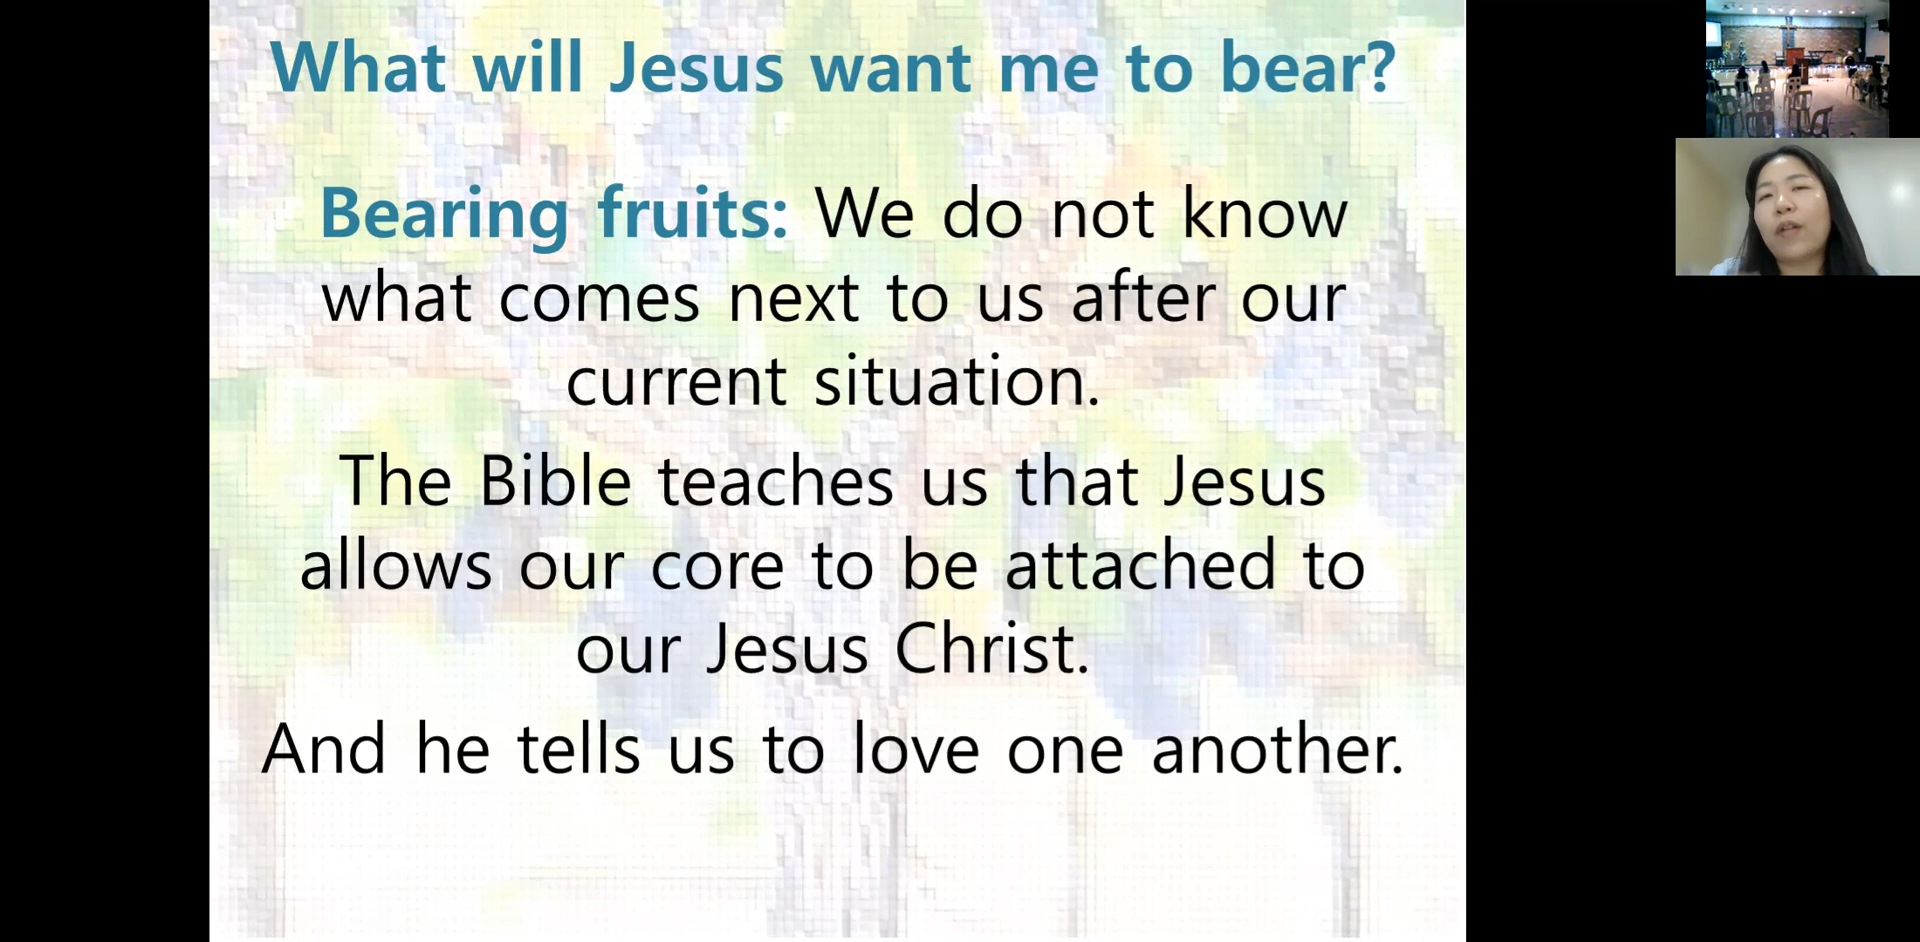 What will Jesus want me to bear?
Bearing fruits: We do not know
what comes next to us after our
current situation.
The Bible teaches us that Jesus
allows our core to be attached to
our Jesus Christ.
And he tells us to love one another.